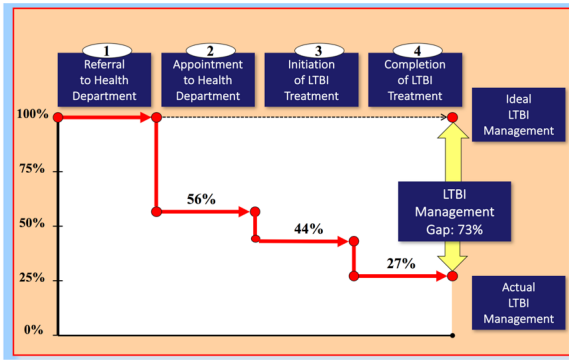 1
Referral
to Health
Department
2
Appointment
to Health
Department
3
Initiation
of LTBI
Treatment
4
Completion
of LTBI
Treatment
100%
75%
50%
25%
0%
56%
44%
27%
Ideal
LTBI
Management
LTBI
Management
Gap: 73%
Actual
LTBI
Management